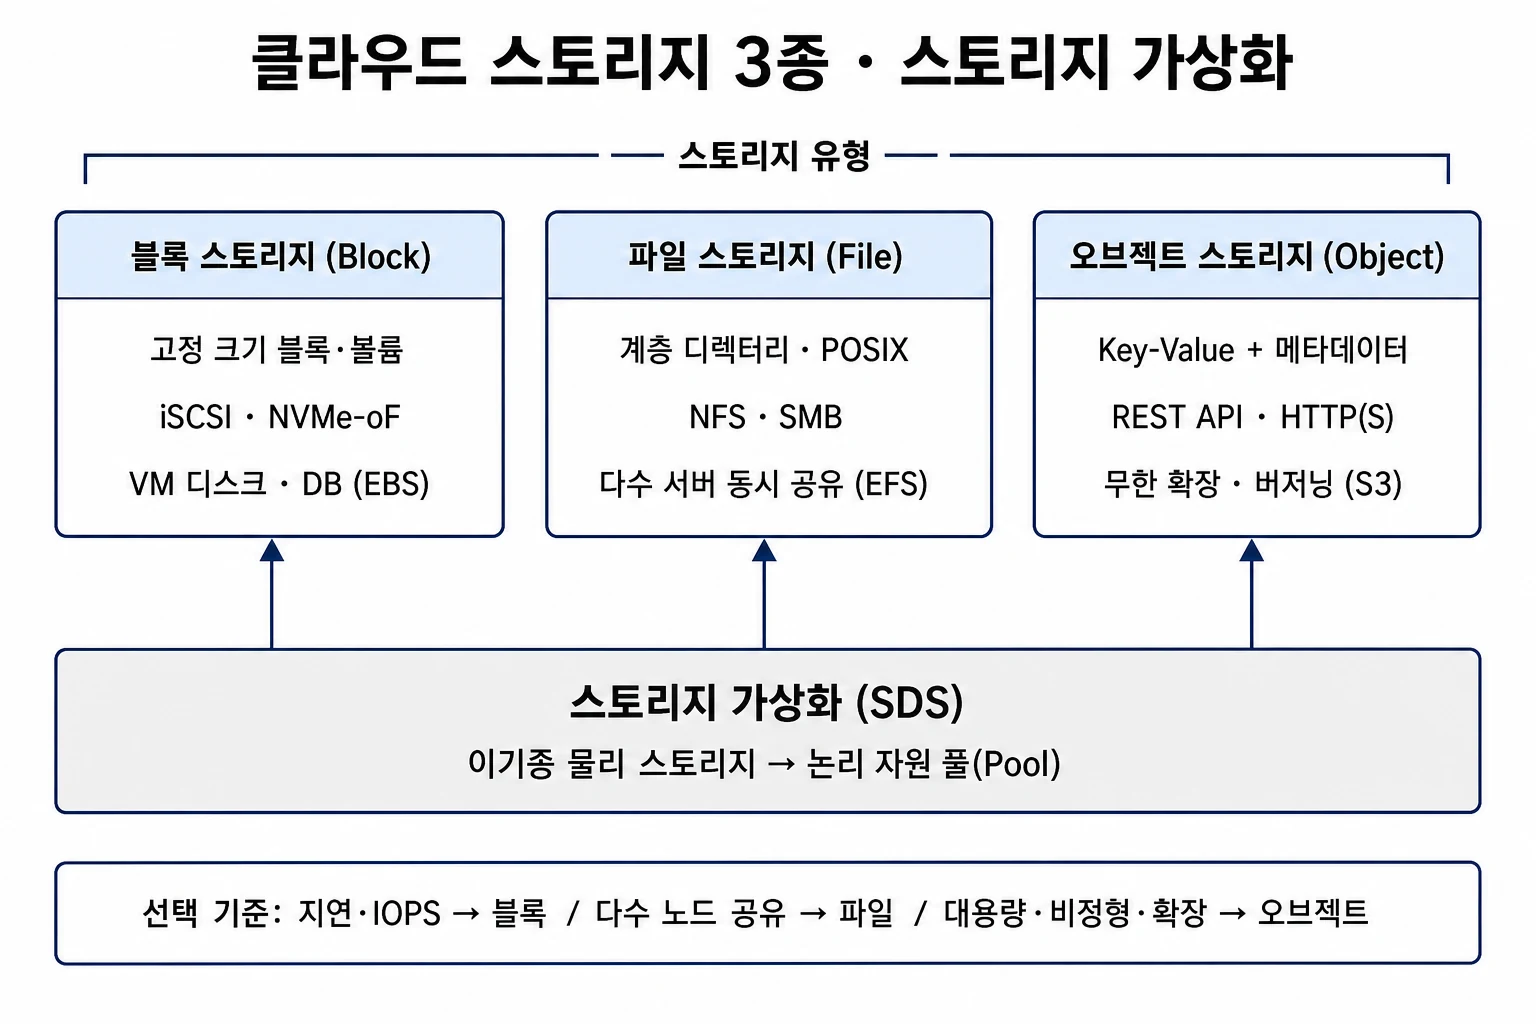 클라우드 스토리지 3종 · 스토리지 가상화
스토리지 유형
블록 스토리지 (Block)
고정 크기 블록·볼륨
iSCSI · NVMe-oF
VM 디스크 · DB (EBS)
파일 스토리지 (File)
계층 디렉터리 · POSIX
NFS · SMB
다수 서버 동시 공유 (EFS)
오브젝트 스토리지 (Object)
Key-Value + 메타데이터
REST API · HTTP(S)
무한 확장 · 버저닝 (S3)
스토리지 가상화 (SDS)
이기종 물리 스토리지 → 논리 자원 풀(Pool)
선택 기준: 지연·IOPS → 블록 / 다수 노드 공유 → 파일 / 대용량·비정형·확장 → 오브젝트